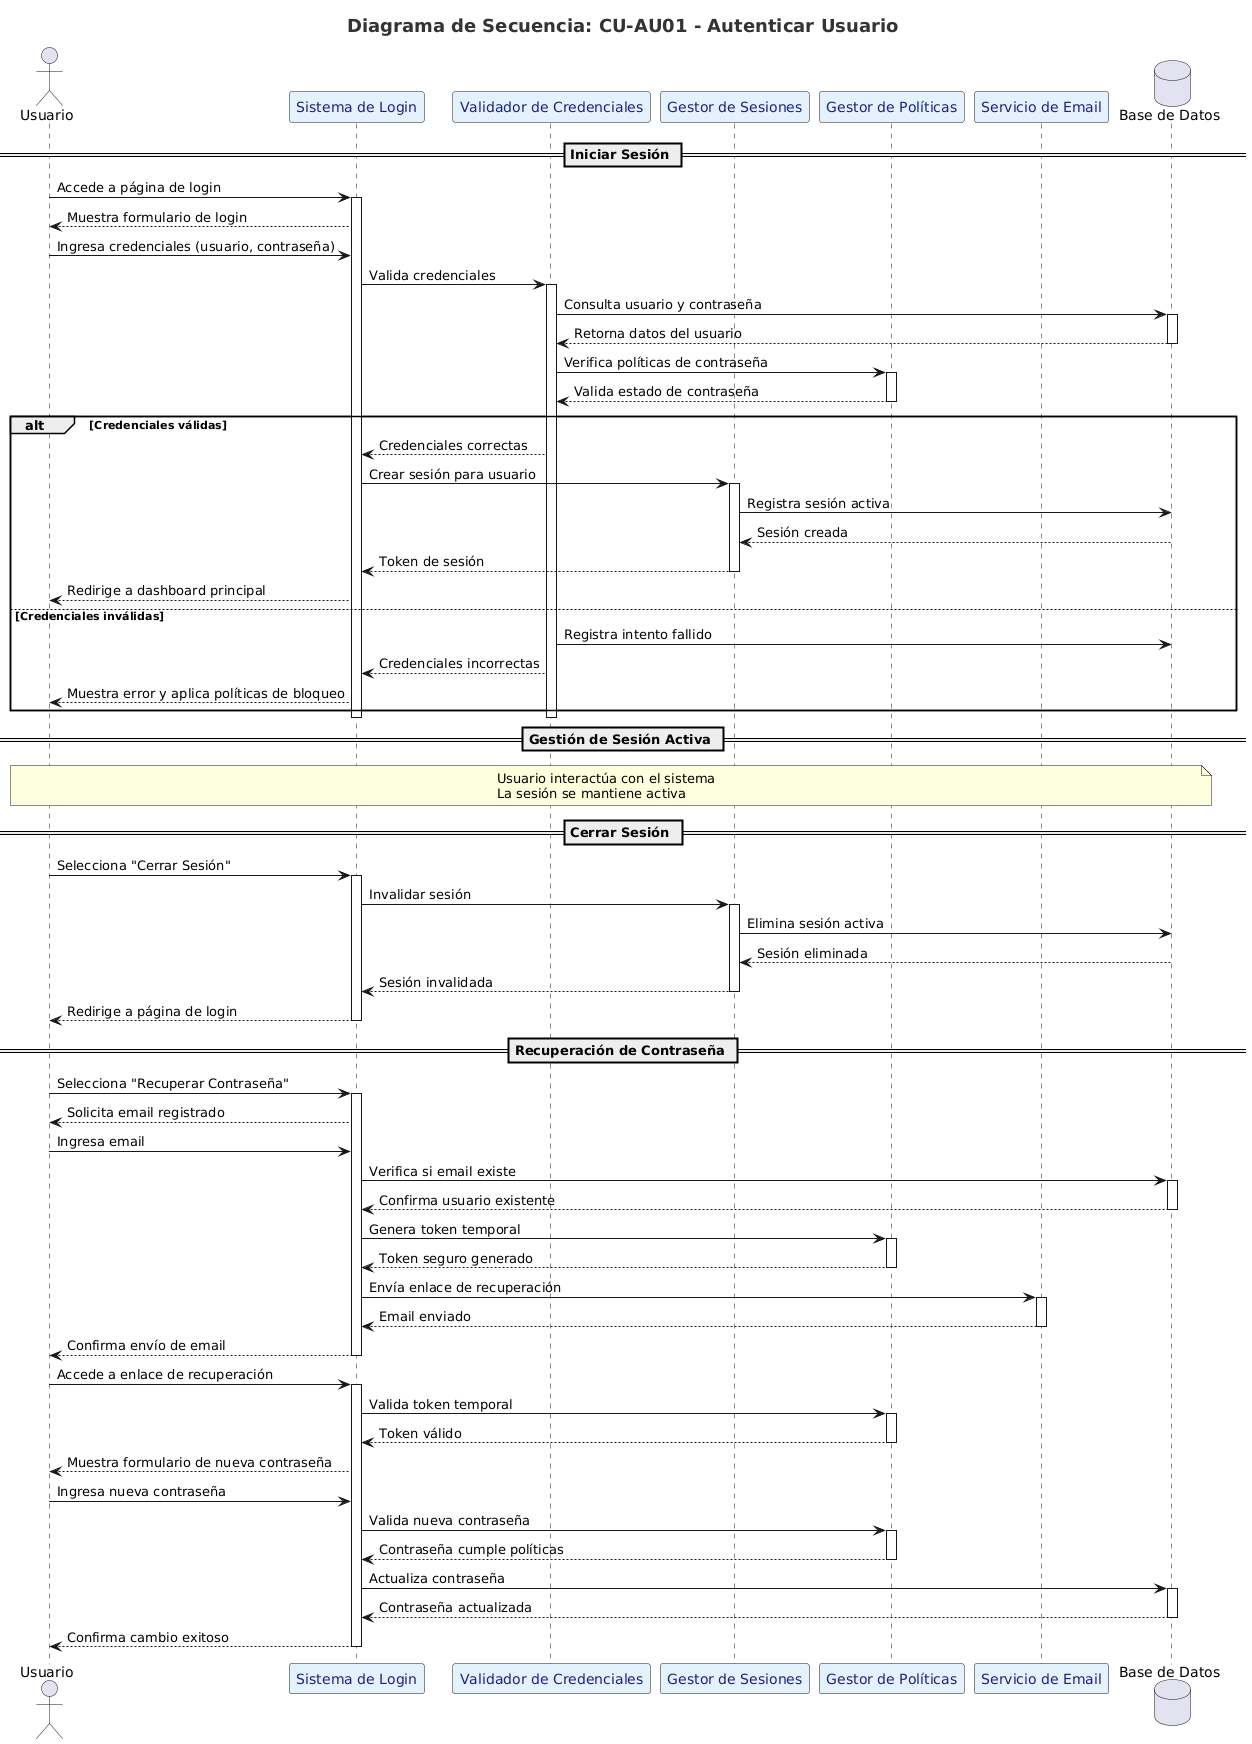 Diagrama de Secuencia: CU-AU01 - Autenticar Usuario
Usuario
Sistema de Login
Validador de Credenciales
Gestor de Sesiones
Gestor de Políticas
Servicio de Email
Base de Datos
Iniciar Sesión
Accede a página de login
Muestra formulario de login
Ingresa credenciales (usuario, contraseña)
Valida credenciales
Consulta usuario y contraseña
Retorna datos del usuario
Verifica políticas de contraseña
Valida estado de contraseña
alt
[Credenciales válidas]
Credenciales correctas
Crear sesión para usuario
Registra sesión activa
Sesión creada
Token de sesión
Redirige a dashboard principal
[Credenciales inválidas]
Registra intento fallido
Credenciales incorrectas
Muestra error y aplica políticas de bloqueo
Gestión de Sesión Activa
Usuario interactúa con el sistema
La sesión se mantiene activa
Cerrar Sesión
Selecciona "Cerrar Sesión"
Invalidar sesión
Elimina sesión activa
Sesión eliminada
Sesión invalidada
Redirige a página de login
Recuperación de Contraseña
Selecciona "Recuperar Contraseña"
Solicita email registrado
Ingresa email
Verifica si email existe
Confirma usuario existente
Genera token temporal
Token seguro generado
Envía enlace de recuperación
Email enviado
Confirma envío de email
Accede a enlace de recuperación
Valida token temporal
Token válido
Muestra formulario de nueva contraseña
Ingresa nueva contraseña
Valida nueva contraseña
Contraseña cumple políticas
Actualiza contraseña
Contraseña actualizada
Confirma cambio exitoso
Usuario
Sistema de Login
Validador de Credenciales
Gestor de Sesiones
Gestor de Políticas
Servicio de Email
Base de Datos